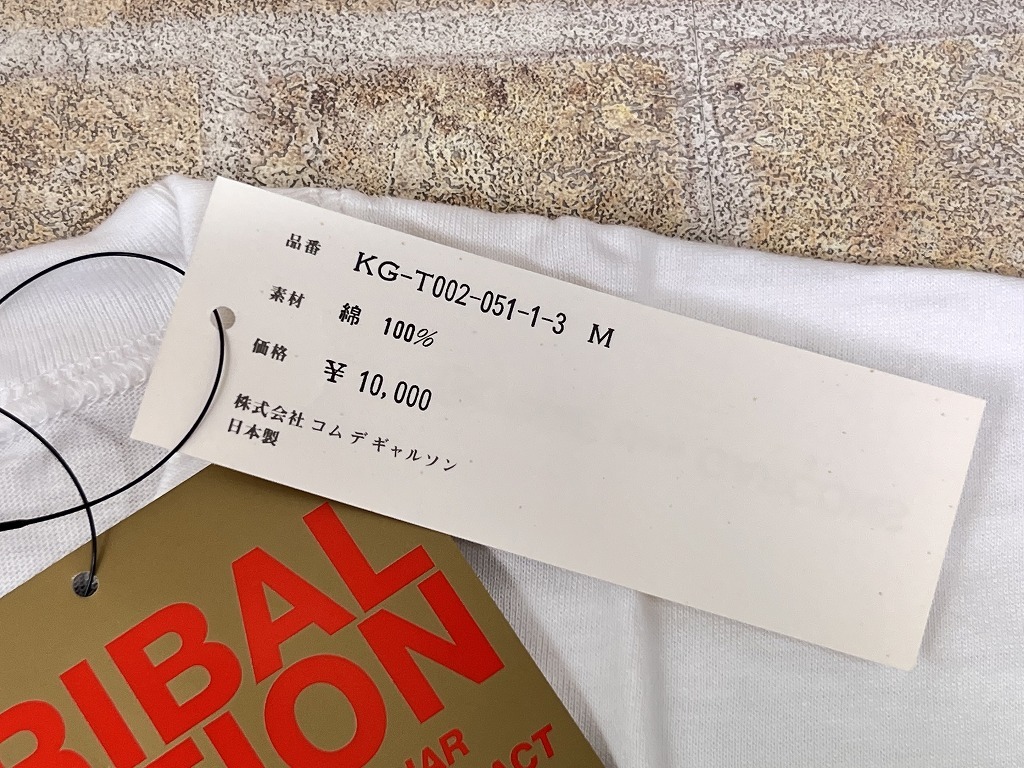 品番 KG-T002-051-1-3 M
素材 綿 100%
価格 ¥ 10,000
株式会社 コム デ ギャルソン
日本製
RIBAL
TION
ACT